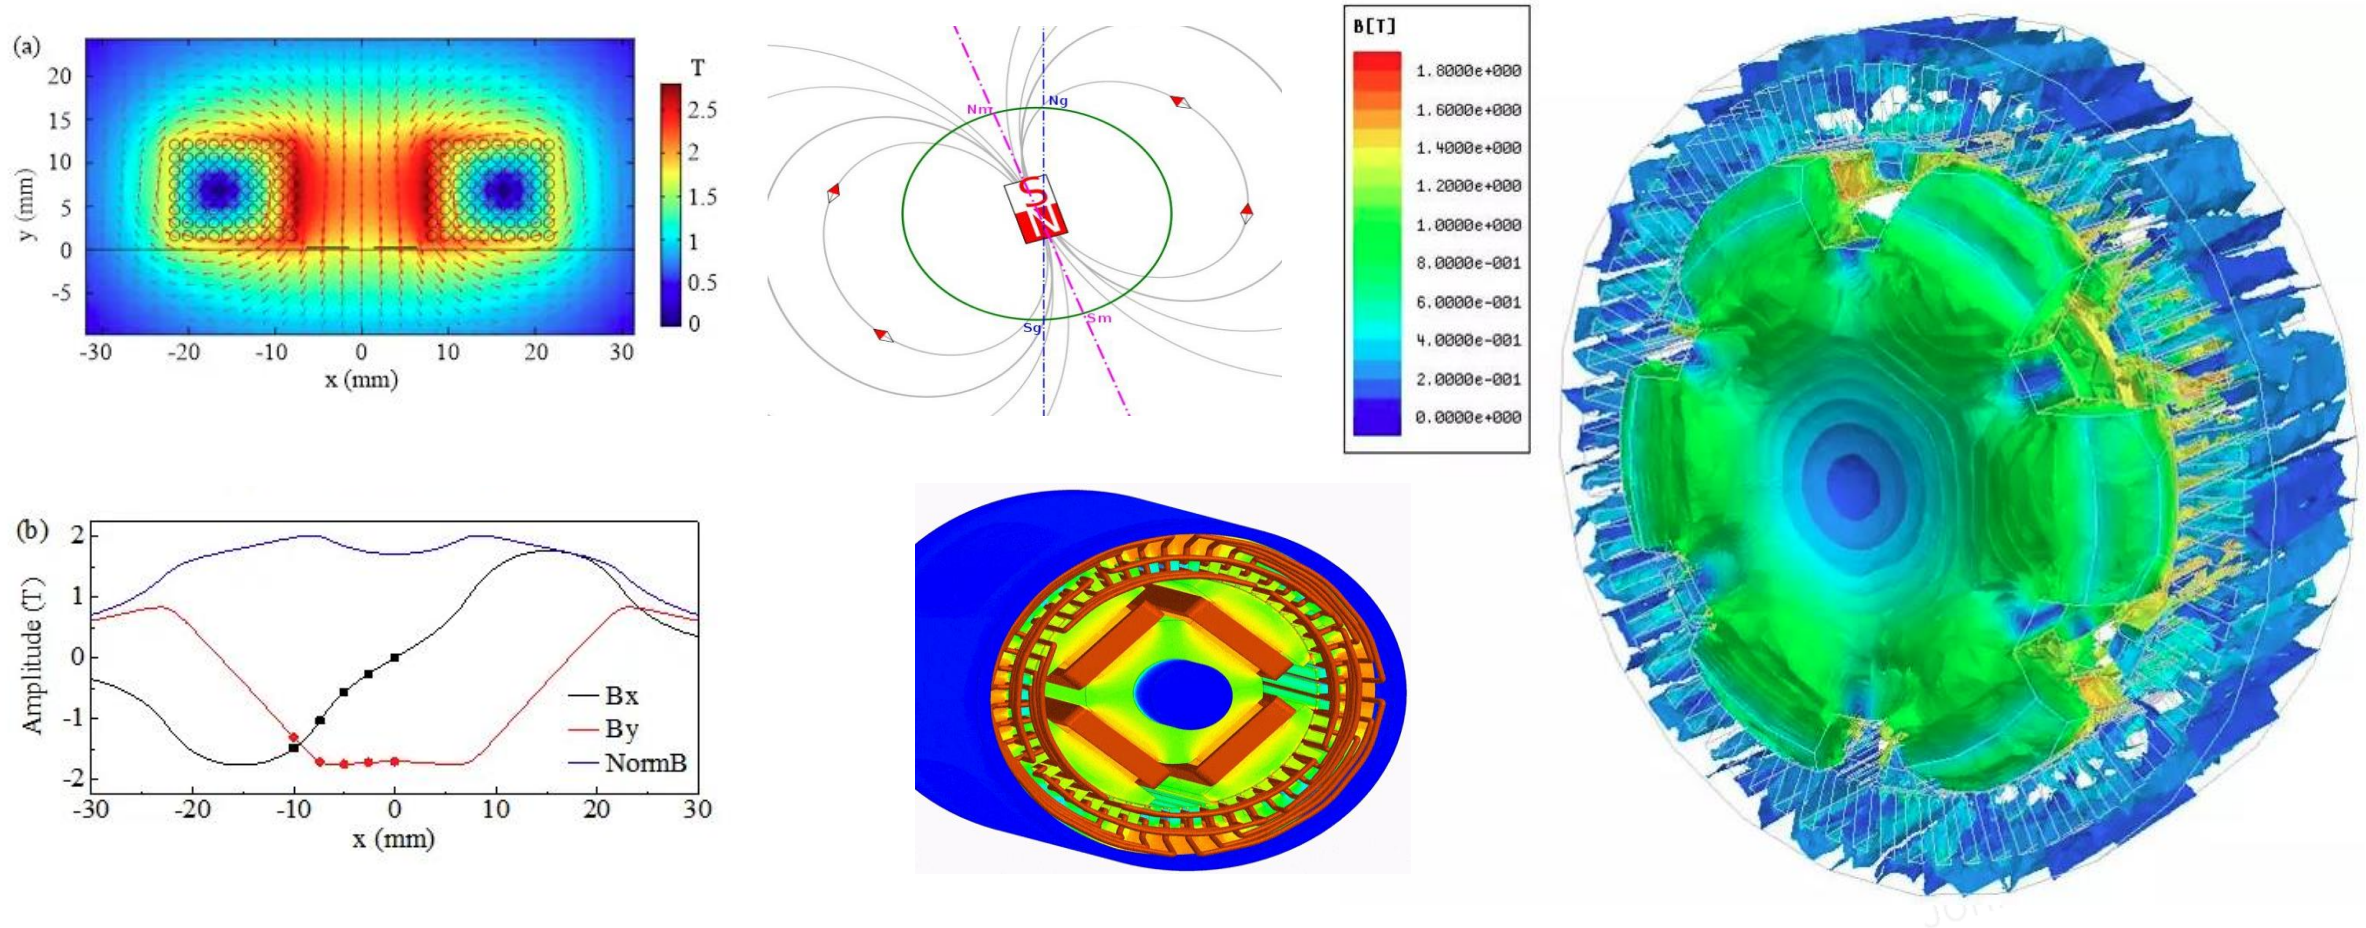 (a)
T
20
15
10
5
0
-5
y (mm)
-30 -20 -10 0 10 20 30
x (mm)
2.5
2
1.5
1
0.5
0
Nm Ng
S
N
Sg Sm
B[T]
1.8000e+000
1.6000e+000
1.4000e+000
1.2000e+000
1.0000e+000
8.0000e-001
6.0000e-001
4.0000e-001
2.0000e-001
0.0000e+000
(b)
2
1
0
-1
-2
Amplitude (T)
Bx
By
NormB
-30 -20 -10 0 10 20 30
x (mm)